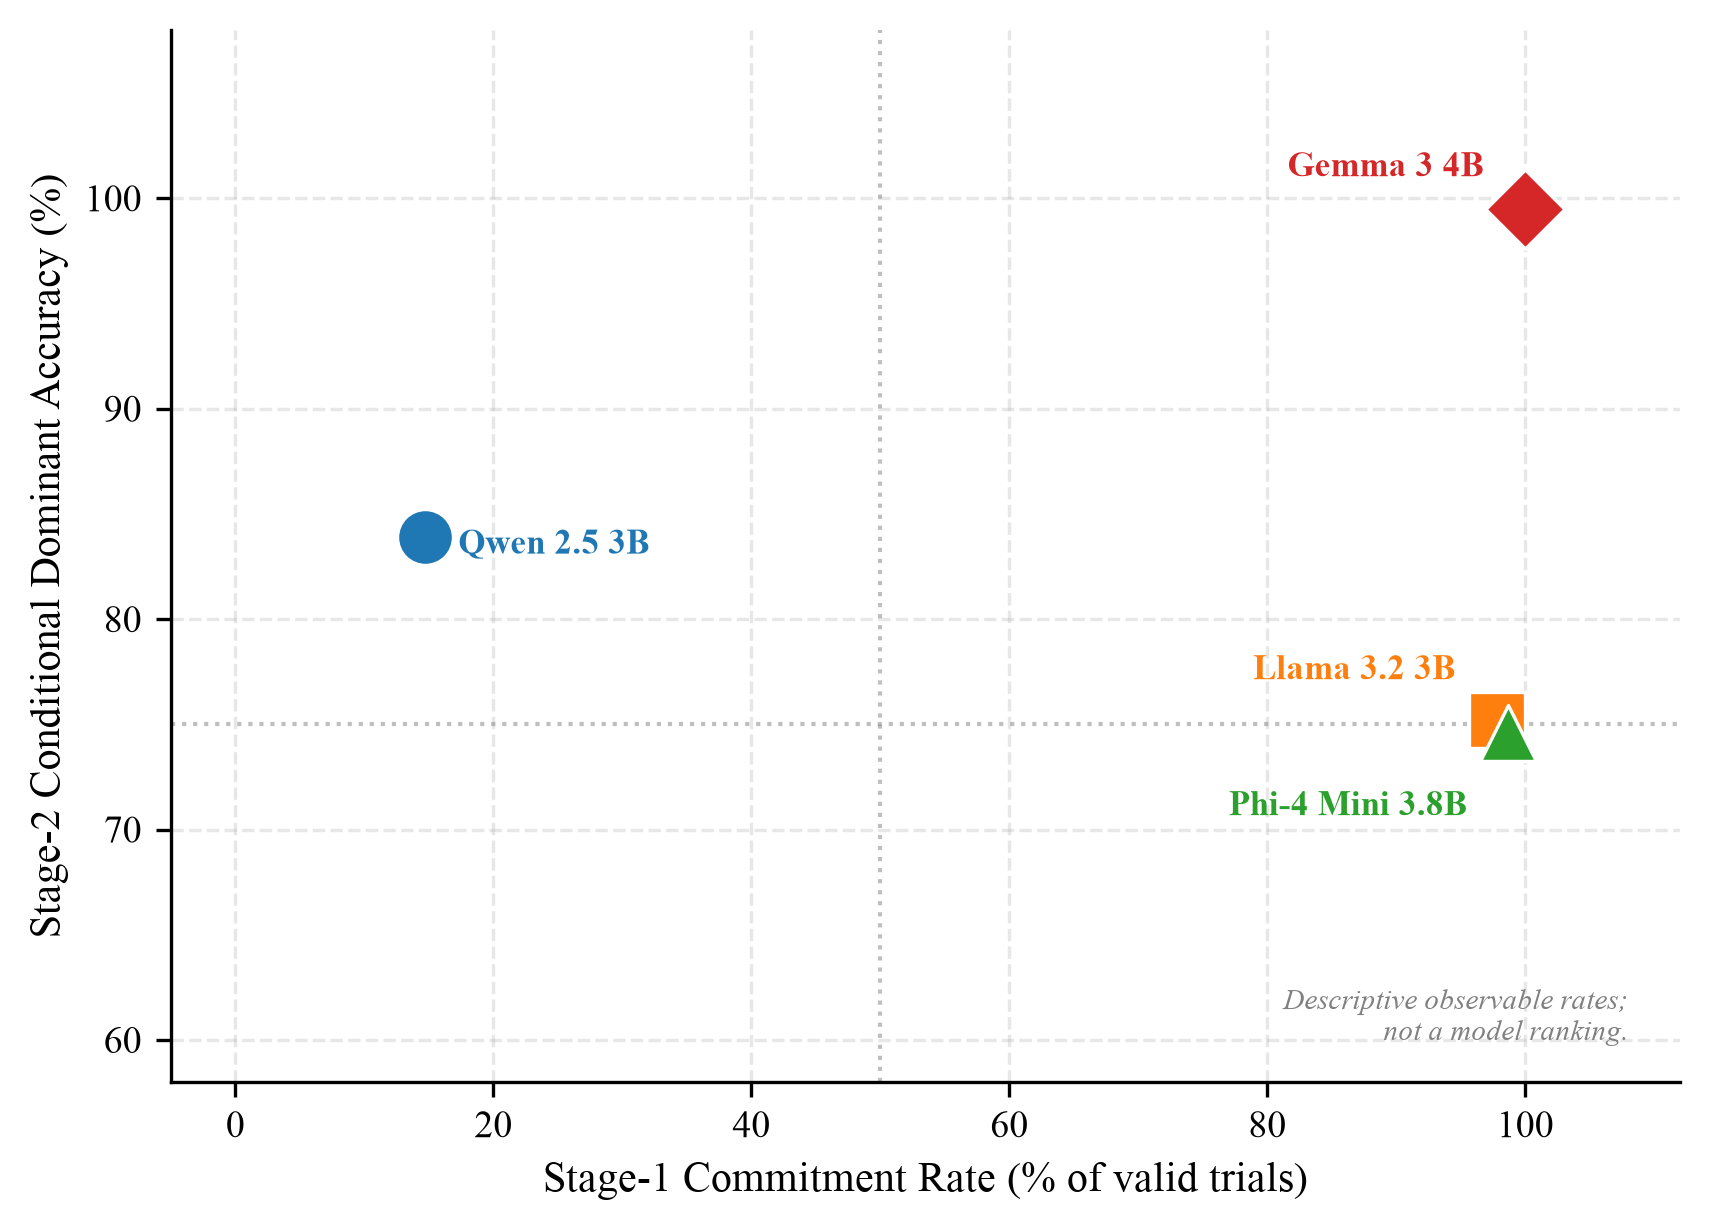 Gemma 3 4B
100
90
Qwen 2.5 3B
80
Llama 3.2 3B
Phi-4 Mini 3.8B
70
Descriptive observable rates;
not a model ranking.
60
Stage-2 Conditional Dominant Accuracy (%)
0 20 40 60 80 100
Stage-1 Commitment Rate (% of valid trials)